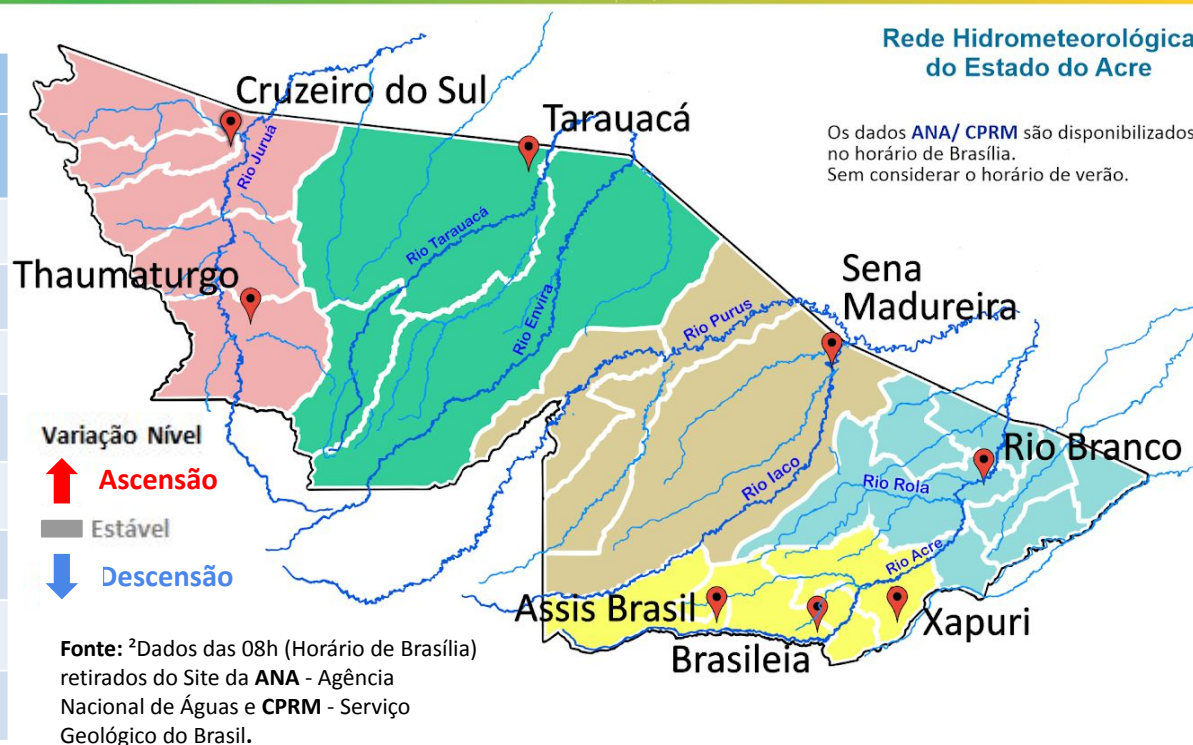 Rede Hidrometeorológica
do Estado do Acre
Os dados ANA/ CPRM são disponibilizados
no horário de Brasília.
Sem considerar o horário de verão.
Cruzeiro do Sul
Tarauacá
Rio Juruá
Rio Tarauacá
Thaumaturgo
Rio Envira
Sena
Madureira
Rio Purus
Variação Nível
Ascensão
Estável
Descensão
Rio Branco
Rio Iaco
Rio Rola
Rio Acre
Assis Brasil
Xapuri
Brasileia
Fonte: ²Dados das 08h (Horário de Brasília)
retirados do Site da ANA - Agência
Nacional de Águas e CPRM - Serviço
Geológico do Brasil.